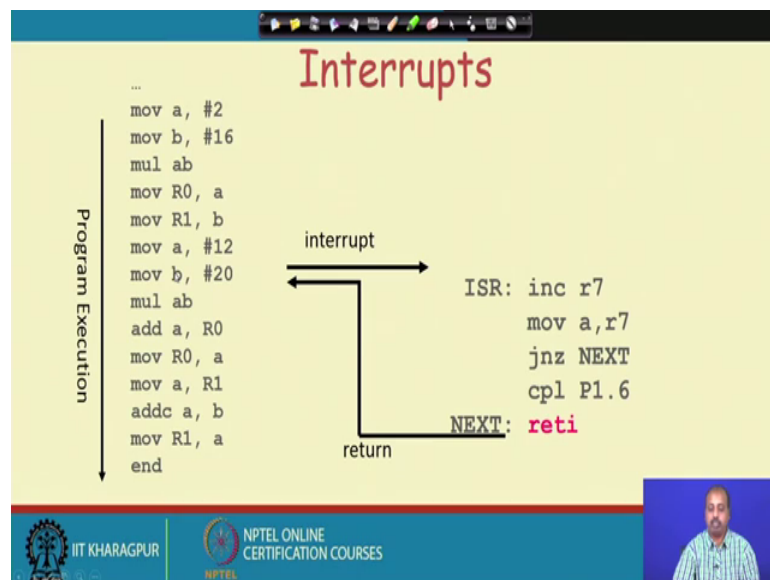 Interrupts
...
mov a, #2
mov b, #16
mul ab
mov R0, a
mov R1, b
mov a, #12
mov b, #20
mul ab
add a, R0
mov R0, a
mov a, R1
addc a, b
mov R1, a
end
Program Execution
interrupt
return
ISR: inc r7
mov a,r7
jnz NEXT
cpl P1.6
NEXT: reti
IIT KHARAGPUR
NPTEL ONLINE
CERTIFICATION COURSES
NPTEL